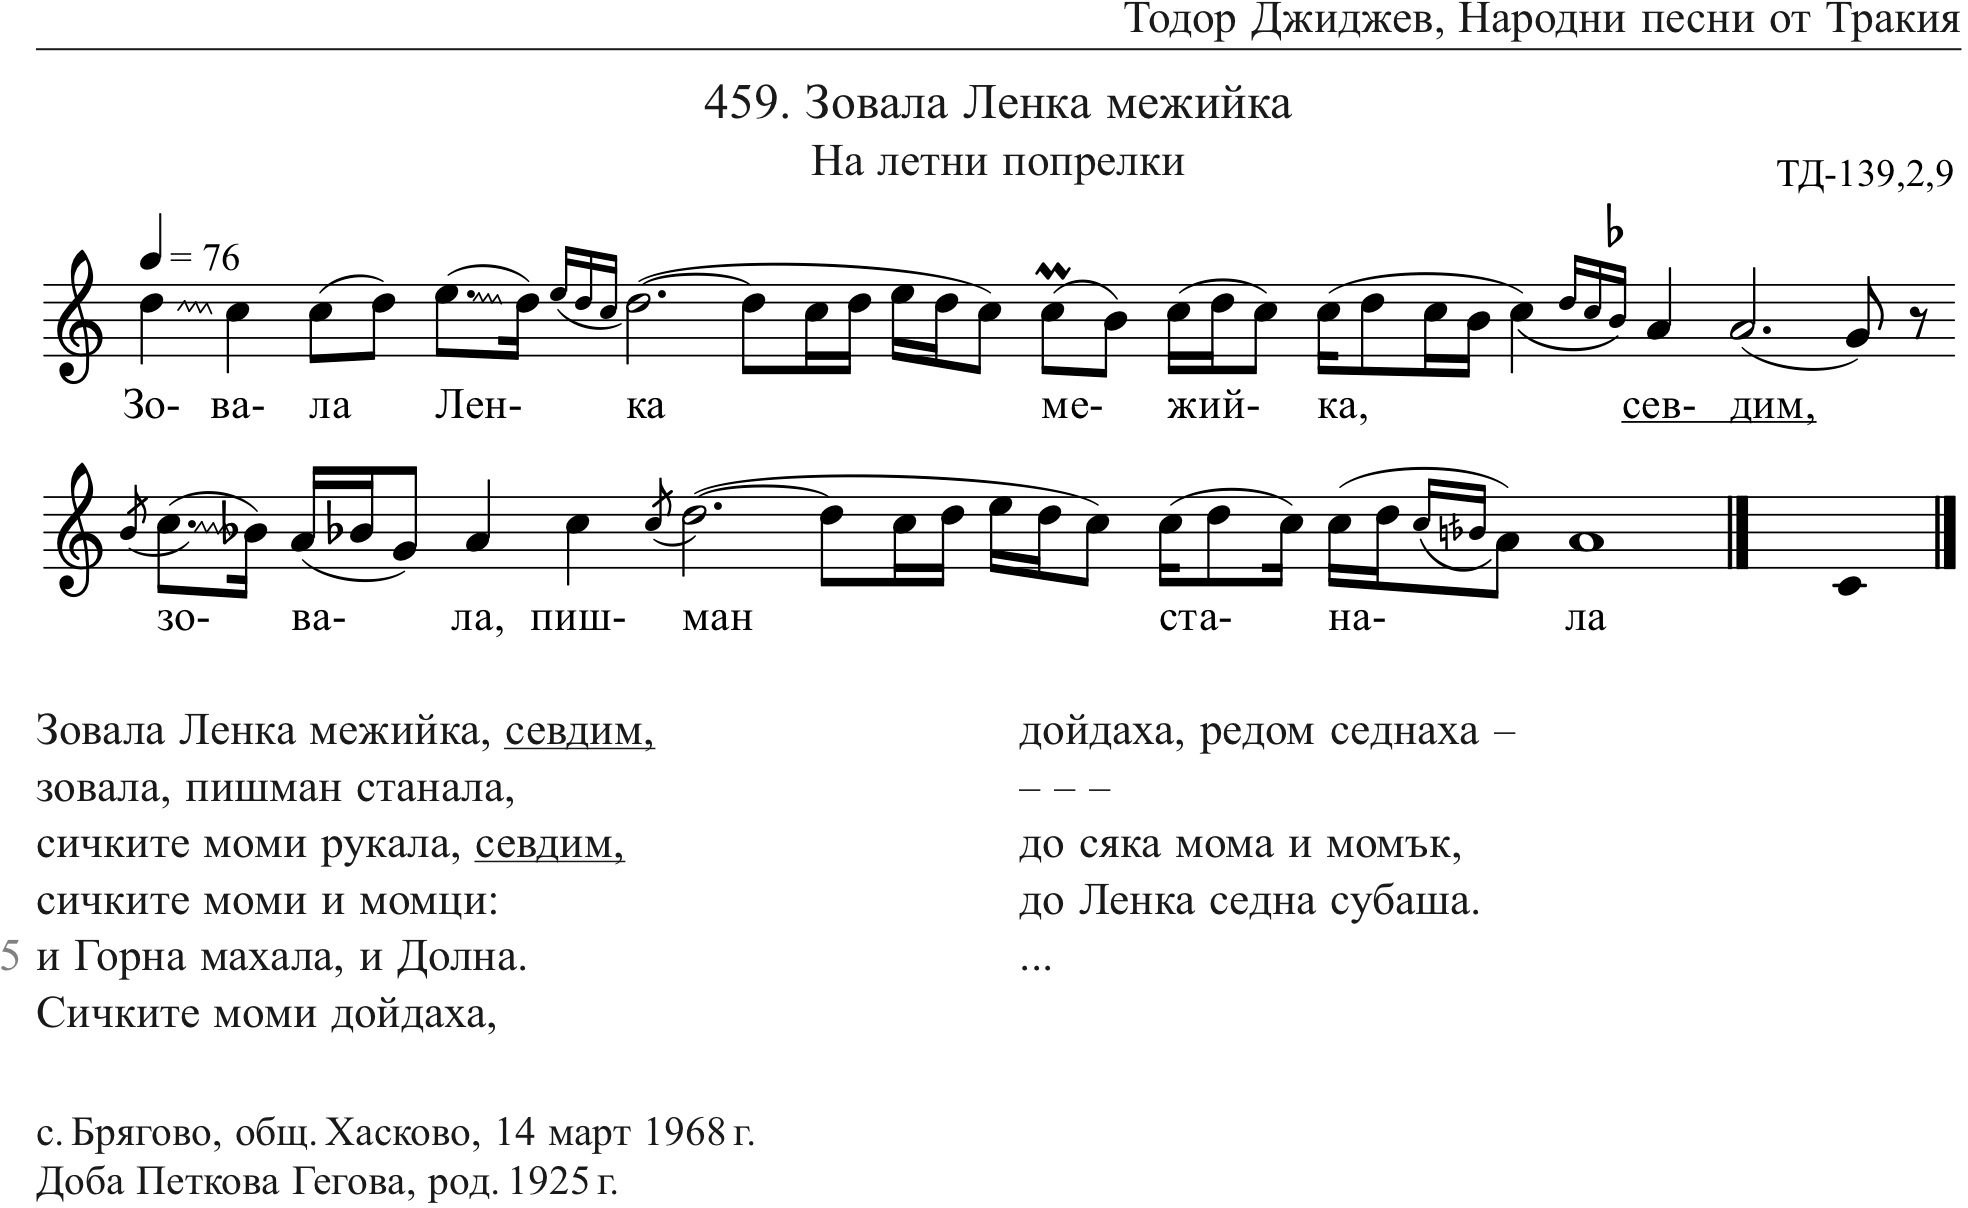 Тодор Джиджев, Народни песни от Тракия
459. Зовала Ленка межийка
На летни попрелки
ТД-139,2,9
= 76
Зо- ва- ла Лен- ка ме- жий- ка, сев- дим,
зо- ва- ла, пиш- ман ста- на- ла
Зовала Ленка межийка, севдим,
зовала, пишман станала,
сичките моми рукала, севдим,
сичките моми и момци:
5 и Горна махала, и Долна.
Сичките моми дойдаха,
дойдаха, редом седнаха –
– – –
до сяка мома и момък,
до Ленка седна субаша.
...
с. Брягово, общ. Хасково, 14 март 1968 г.
Доба Петкова Гегова, род. 1925 г.